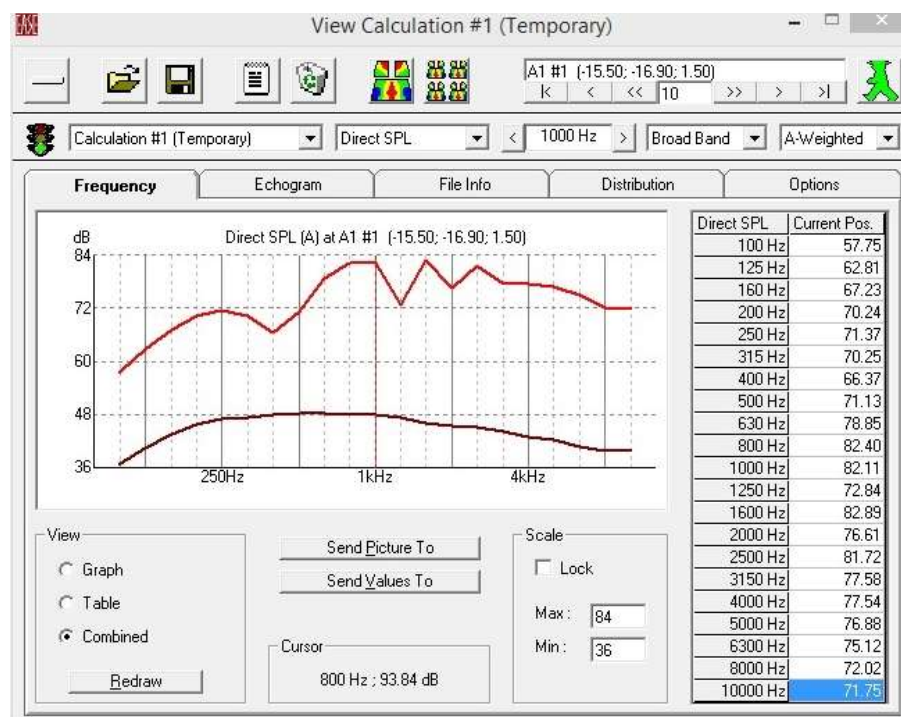 EASE
View Calculation #1 (Temporary)
A1 #1 (-15.50; -16.90; 1.50)
|< < << 10 >> > >|
Calculation #1 (Temporary) Direct SPL < 1000 Hz > Broad Band A-Weighted
Frequency Echogram File Info Distribution Options
dB Direct SPL (A) at A1 #1 (-15.50; -16.90; 1.50)
84
72
60
48
36
250Hz 1kHz 4kHz
Direct SPL Current Pos.
100 Hz 57.75
125 Hz 62.81
160 Hz 67.23
200 Hz 70.24
250 Hz 71.37
315 Hz 70.25
400 Hz 66.37
500 Hz 71.13
630 Hz 78.85
800 Hz 82.40
1000 Hz 82.11
1250 Hz 72.84
1600 Hz 82.89
2000 Hz 76.61
2500 Hz 81.72
3150 Hz 77.58
4000 Hz 77.54
5000 Hz 76.88
6300 Hz 75.12
8000 Hz 72.02
10000 Hz 71.75
View
Graph
Table
Combined
Redraw
Send Picture To
Send Values To
Cursor
800 Hz ; 93.84 dB
Scale
Lock
Max : 84
Min : 36